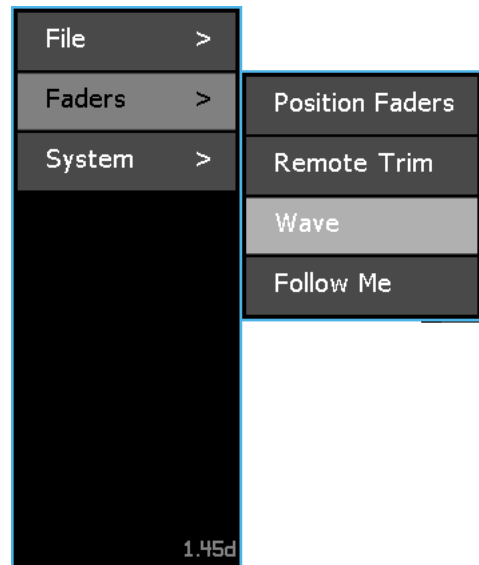 File >
Faders >
System >
Position Faders
Remote Trim
Wave
Follow Me
1.45d